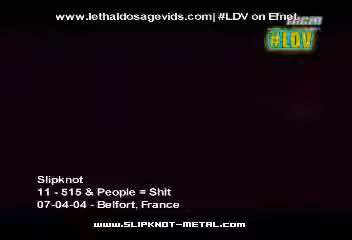 www.lethaldosagevids.com| #LDV on Efnet
#LDV
Slipknot
11 - 515 & People = Shit
07-04-04 - Belfort, France
www.SLIPKNOT-METAL.com